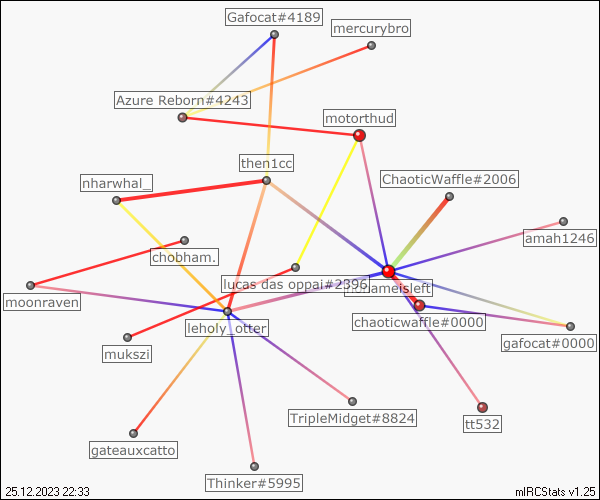 Gafocat#4189
mercurybro
Azure Reborn#4243
motorthud
then1cc
ChaoticWaffle#2006
nharwhal_
amah1246
chobham.
lucas das oppai#2396
moonraven
chaoticwaffle#0000
leholy_otter
gafocat#0000
mukszi
TripleMidget#8824
tt532
gateauxcatto
Thinker#5995
25.12.2023 22:33
mIRCStats v1.25